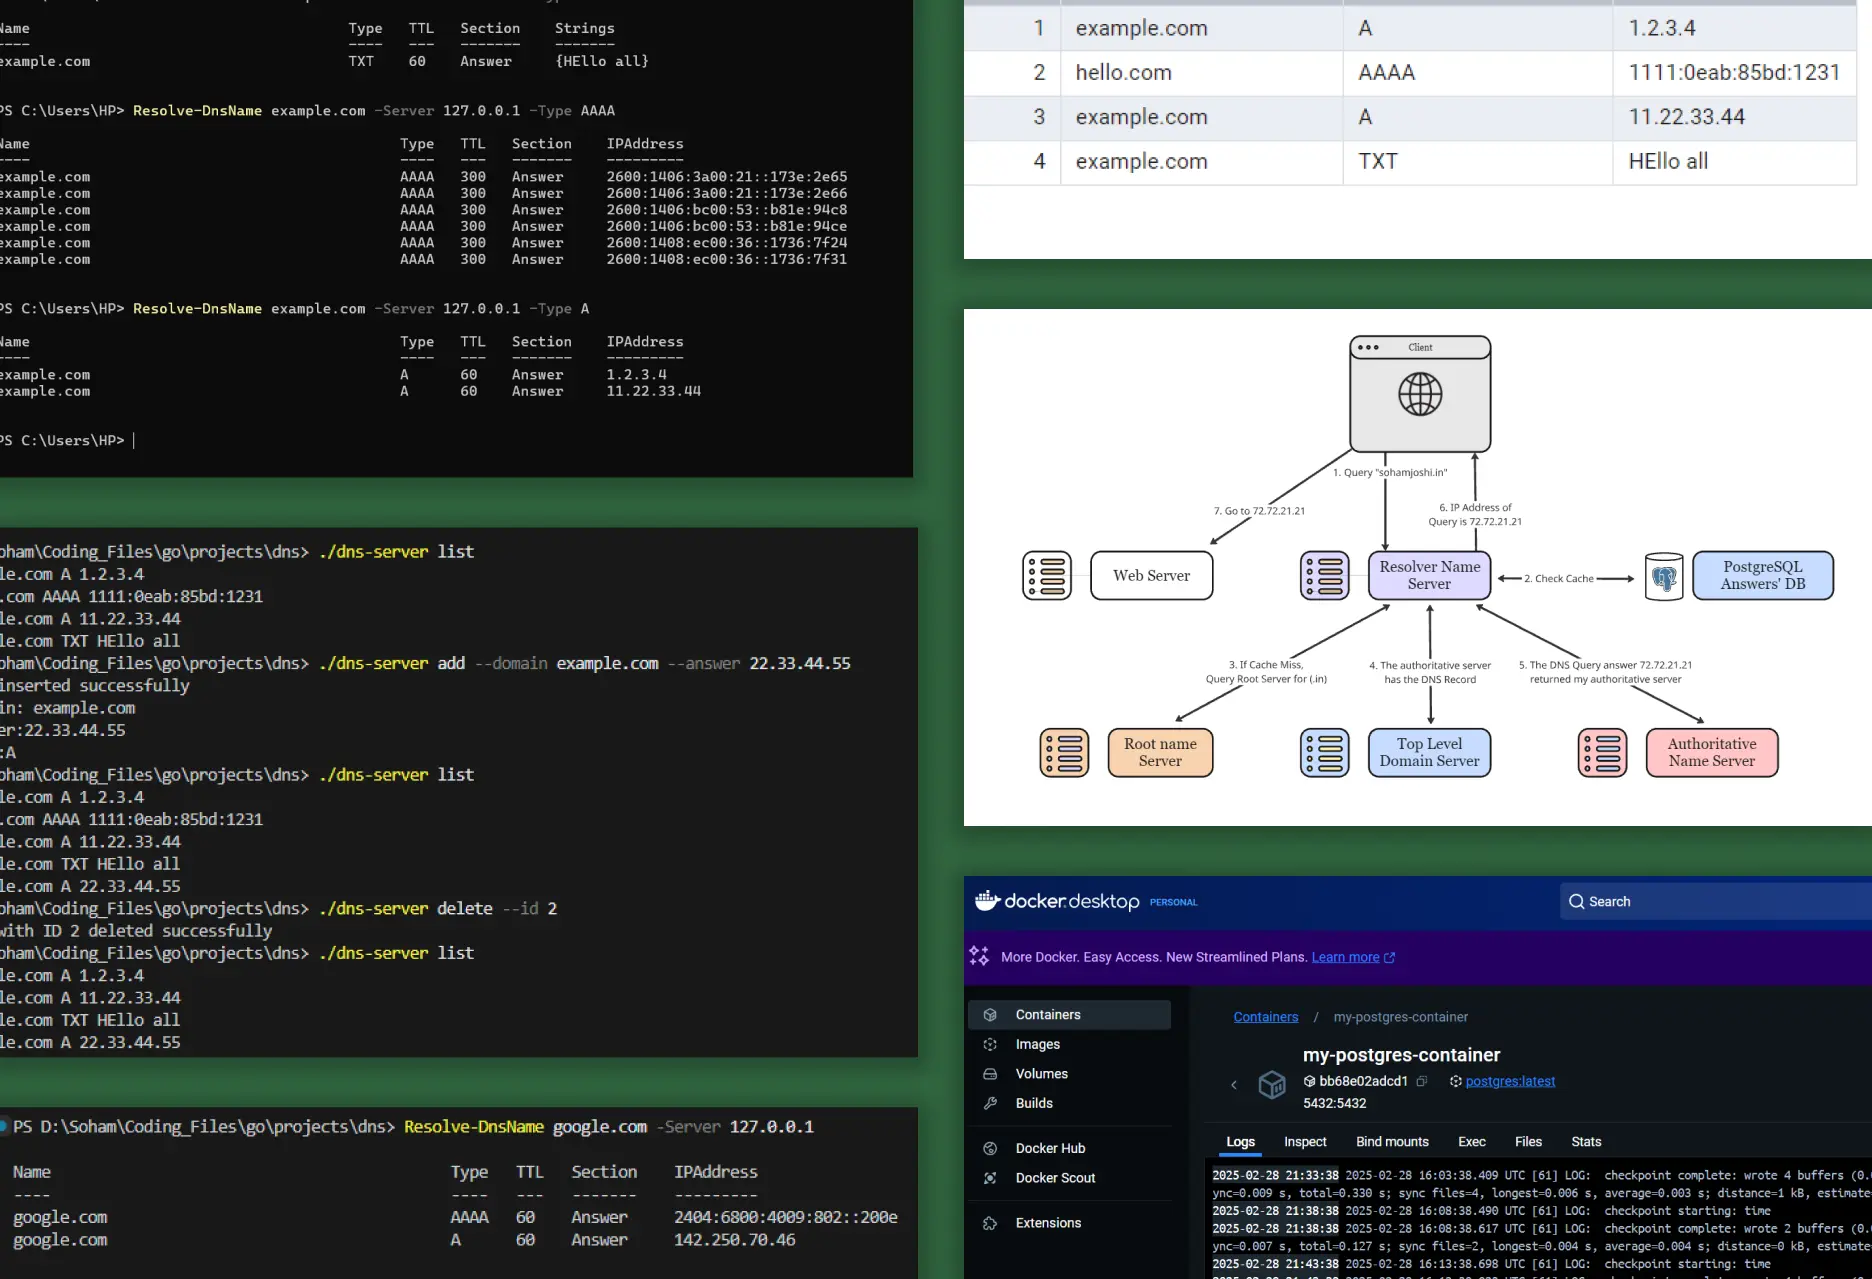 Name Type TTL Section Strings
---- ---- --- ------- -------
example.com TXT 60 Answer {HEllo all}
PS C:\Users\HP> Resolve-DnsName example.com -Server 127.0.0.1 -Type AAAA
Name Type TTL Section IPAddress
---- ---- --- ------- ---------
example.com AAAA 300 Answer 2600:1406:3a00:21::173e:2e65
example.com AAAA 300 Answer 2600:1406:3a00:21::173e:2e66
example.com AAAA 300 Answer 2600:1406:bc00:53::b81e:94c8
example.com AAAA 300 Answer 2600:1406:bc00:53::b81e:94ce
example.com AAAA 300 Answer 2600:1408:ec00:36::1736:7f24
example.com AAAA 300 Answer 2600:1408:ec00:36::1736:7f31
PS C:\Users\HP> Resolve-DnsName example.com -Server 127.0.0.1 -Type A
Name Type TTL Section IPAddress
---- ---- --- ------- ---------
example.com A 60 Answer 1.2.3.4
example.com A 60 Answer 11.22.33.44
PS C:\Users\HP>
oham\Coding_Files\go\projects\dns> ./dns-server list
le.com A 1.2.3.4
.com AAAA 1111:0eab:85bd:1231
le.com A 11.22.33.44
le.com TXT HEllo all
oham\Coding_Files\go\projects\dns> ./dns-server add --domain example.com --answer 22.33.44.55
inserted successfully
in: example.com
er:22.33.44.55
:A
oham\Coding_Files\go\projects\dns> ./dns-server list
le.com A 1.2.3.4
.com AAAA 1111:0eab:85bd:1231
le.com A 11.22.33.44
le.com TXT HEllo all
le.com A 22.33.44.55
oham\Coding_Files\go\projects\dns> ./dns-server delete --id 2
with ID 2 deleted successfully
oham\Coding_Files\go\projects\dns> ./dns-server list
le.com A 1.2.3.4
le.com A 11.22.33.44
le.com TXT HEllo all
le.com A 22.33.44.55
PS D:\Soham\Coding_Files\go\projects\dns> Resolve-DnsName google.com -Server 127.0.0.1
Name Type TTL Section IPAddress
---- ---- --- ------- ---------
google.com AAAA 60 Answer 2404:6800:4009:802::200e
google.com A 60 Answer 142.250.70.46
1 example.com A 1.2.3.4
2 hello.com AAAA 1111:0eab:85bd:1231
3 example.com A 11.22.33.44
4 example.com TXT HEllo all
Client
1. Query "sohamjoshi.in"
7. Go to 72.72.21.21
6. IP Address of
Query is 72.72.21.21
Web Server
Resolver Name
Server
2. Check Cache
PostgreSQL
Answers' DB
3. If Cache Miss,
Query Root Server for (.in)
4. The authoritative server
has the DNS Record
5. The DNS Query answer 72.72.21.21
returned my authoritative server
Root name
Server
Top Level
Domain Server
Authoritative
Name Server
docker.desktop PERSONAL
Search
More Docker. Easy Access. New Streamlined Plans. Learn more
Containers
Images
Volumes
Builds
Docker Hub
Docker Scout
Extensions
Containers / my-postgres-container
my-postgres-container
bb68e02adcd1 postgres:latest
5432:5432
Logs Inspect Bind mounts Exec Files Stats
2025-02-28 21:33:38 2025-02-28 16:03:38.409 UTC [61] LOG: checkpoint complete: wrote 4 buffers (0.
ync=0.009 s, total=0.330 s; sync files=4, longest=0.006 s, average=0.003 s; distance=1 kB, estimate
2025-02-28 21:38:38 2025-02-28 16:08:38.490 UTC [61] LOG: checkpoint starting: time
2025-02-28 21:38:38 2025-02-28 16:08:38.617 UTC [61] LOG: checkpoint complete: wrote 2 buffers (0.
ync=0.007 s, total=0.127 s; sync files=2, longest=0.004 s, average=0.004 s; distance=0 kB, estimate
2025-02-28 21:43:38 2025-02-28 16:13:38.698 UTC [61] LOG: checkpoint starting: time